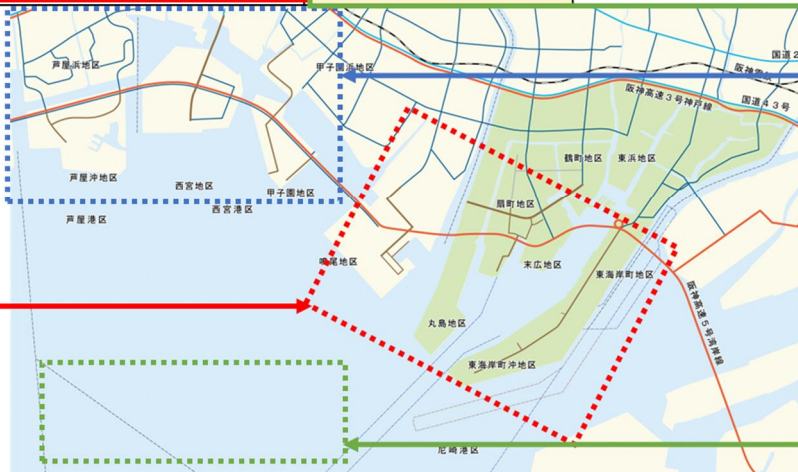 国道2
芦屋浜地区
甲子園浜地区
阪神高速3号神戸線
国道43号
鶴町地区
東浜地区
芦屋沖地区
西宮地区
甲子園地区
扇町地区
西宮港区
芦屋港区
鳴尾地区
末広地区
東海岸町地区
阪神高速5号湾岸線
丸島地区
東海岸町沖地区
尼崎港区